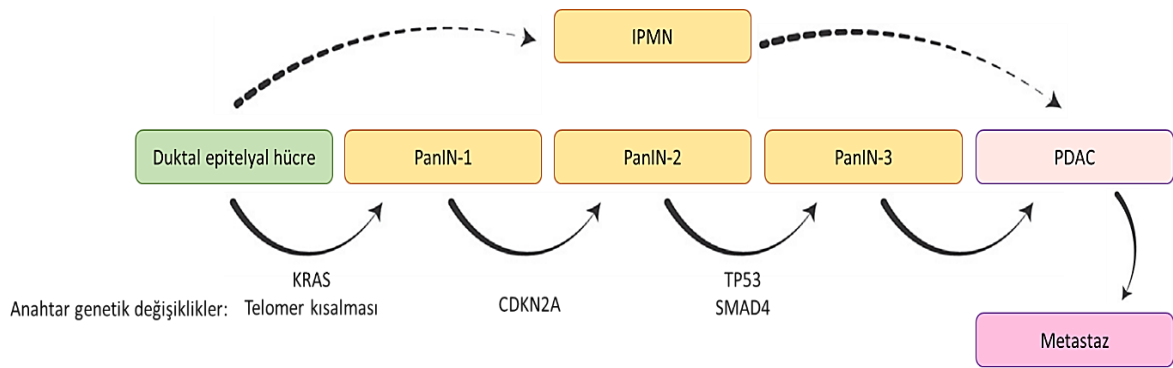 IPMN
Duktal epitelyal hücre
PanIN-1
PanIN-2
PanIN-3
PDAC
KRAS
TP53
Anahtar genetik değişiklikler: Telomer kısalması
CDKN2A
SMAD4
Metastaz